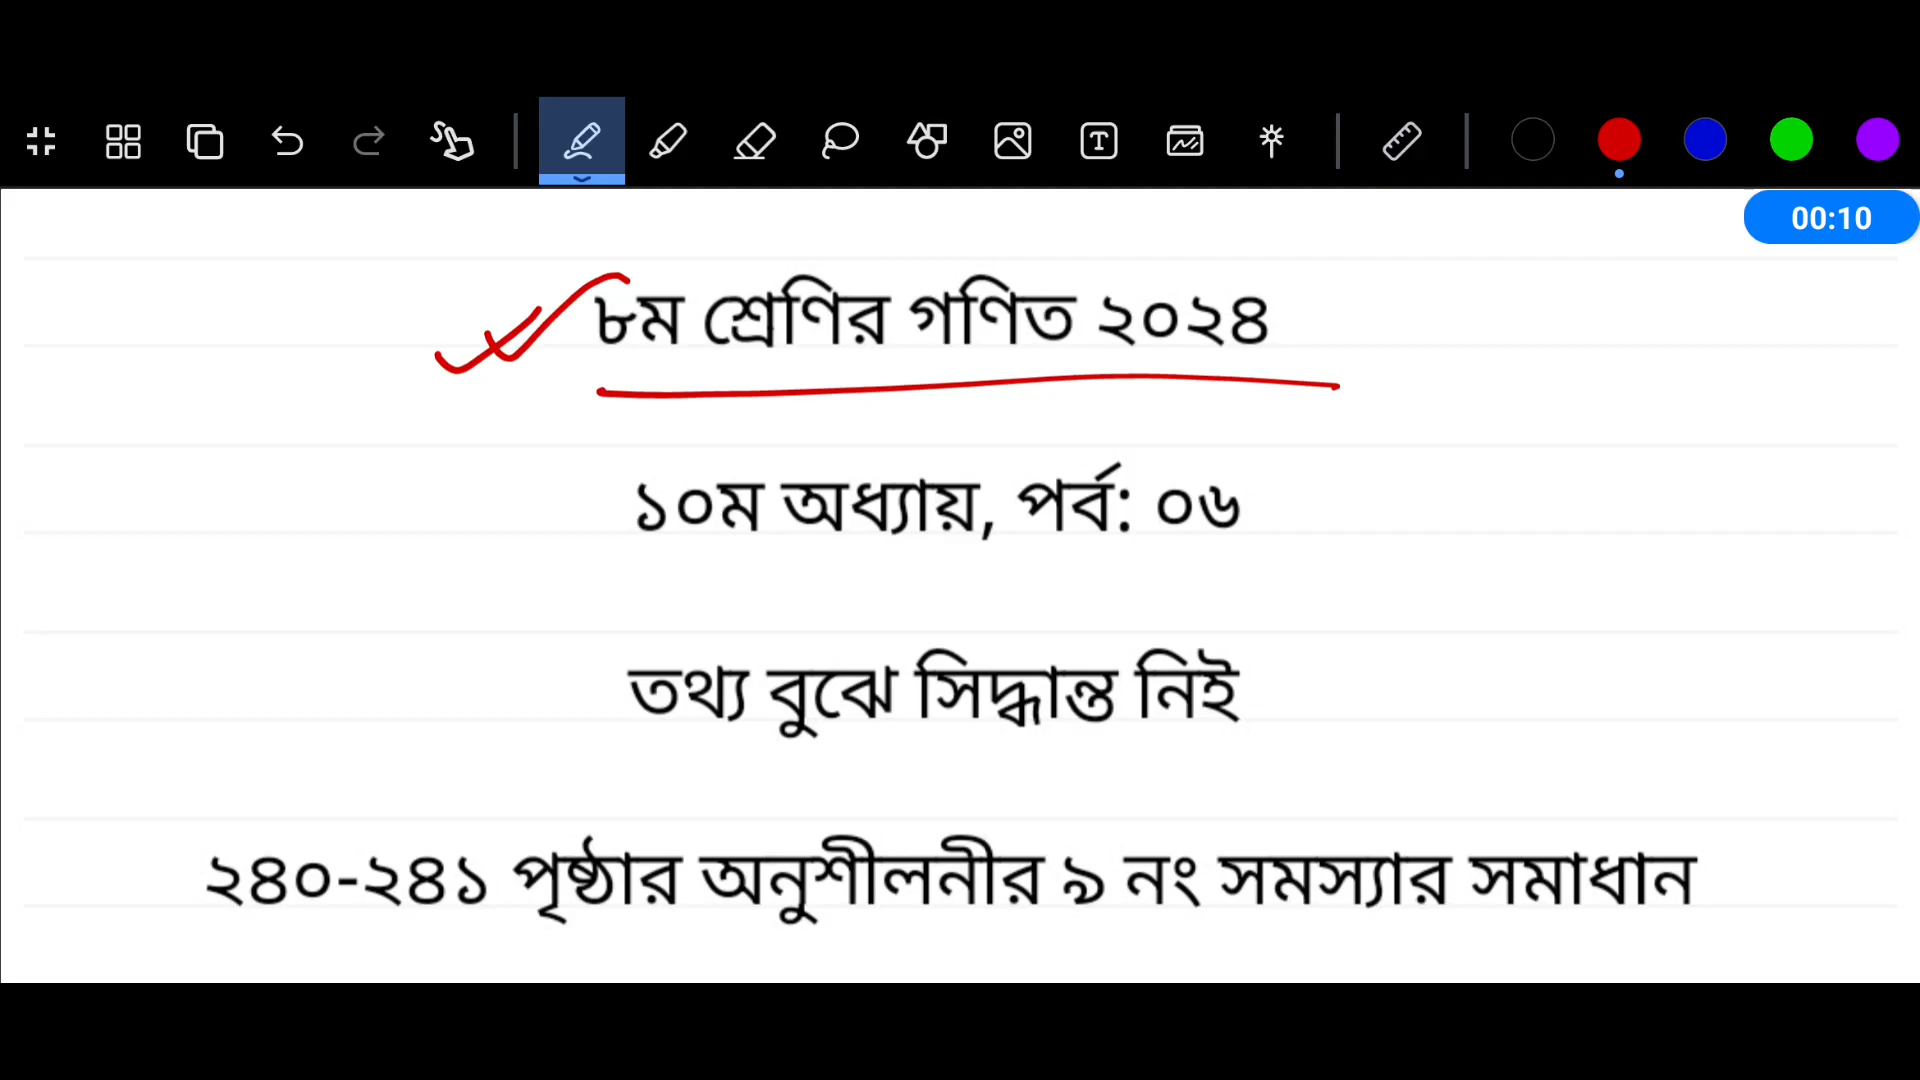 00:10
৮ম শ্রেণির গণিত ২০২৪
১০ম অধ্যায়, পর্ব: ০৬
তথ্য বুঝে সিদ্ধান্ত নিই
২৪০-২৪১ পৃষ্ঠার অনুশীলনীর ৯ নং সমস্যার সমাধান